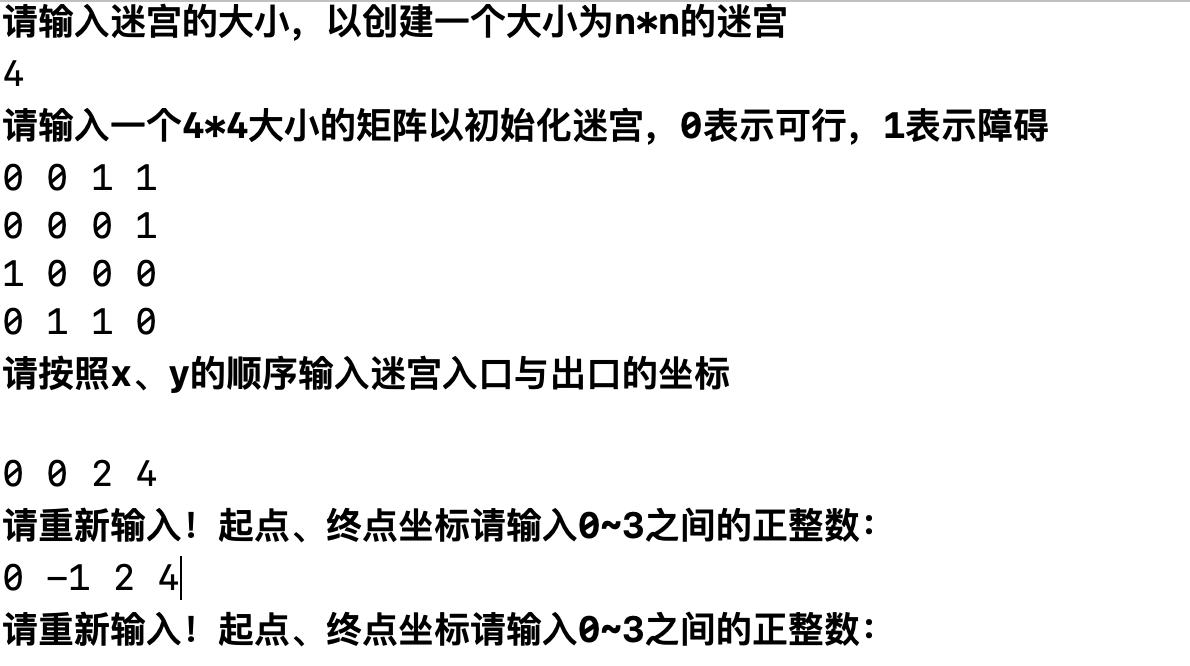 请输入迷宫的大小，以创建一个大小为n*n的迷宫
4
请输入一个4*4大小的矩阵以初始化迷宫，0表示可行，1表示障碍
0 0 1 1
0 0 0 1
1 0 0 0
0 1 1 0
请按照x、y的顺序输入迷宫入口与出口的坐标
0 0 2 4
请重新输入！起点、终点坐标请输入0~3之间的正整数：
0 -1 2 4
请重新输入！起点、终点坐标请输入0~3之间的正整数：